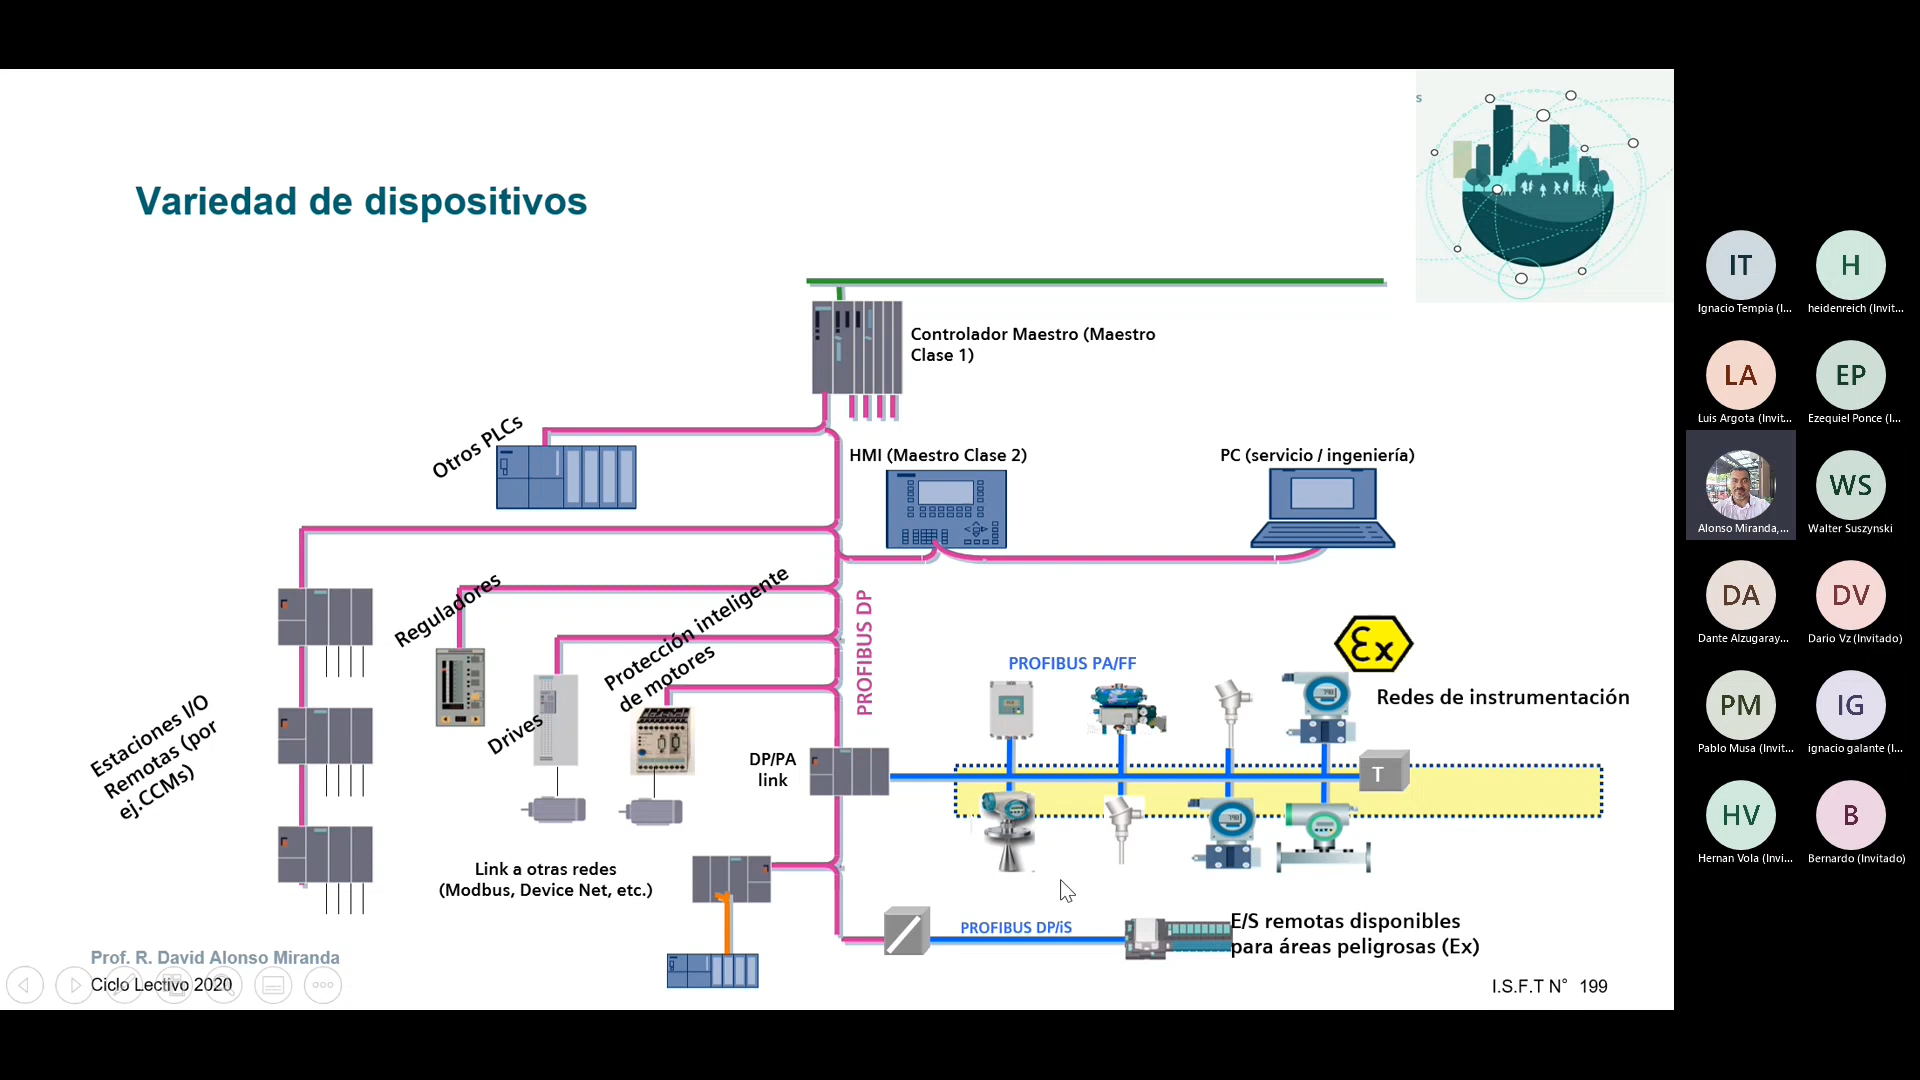 s
Variedad de dispositivos
Controlador Maestro (Maestro
Clase 1)
Otros PLCs
HMI (Maestro Clase 2)
PC (servicio / ingeniería)
Reguladores
Protección inteligente
de motores
PROFIBUS DP
Drives
Estaciones I/O
Remotas (por
ej.CCMs)
PROFIBUS PA/FF
Ex
Redes de instrumentación
DP/PA
link
T
Link a otras redes
(Modbus, Device Net, etc.)
PROFIBUS DP/iS
E/S remotas disponibles
para áreas peligrosas (Ex)
Prof. R. David Alonso Miranda
Ciclo Lectivo 2020
I.S.F.T N° 199
IT
Ignacio Tempia (I...
H
heidenreich (Invit...
LA
Luis Argota (Invit...
EP
Ezequiel Ponce (I...
Alonso Miranda,...
WS
Walter Suszynski
DA
Dante Alzugaray...
DV
Dario Vz (Invitado)
PM
Pablo Musa (Invit...
IG
ignacio galante (I...
HV
Hernan Vola (Invi...
B
Bernardo (Invitado)